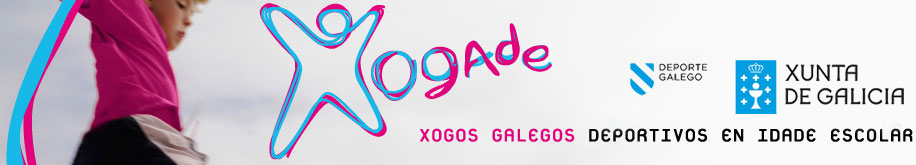 Xogade
DEPORTE
GALEGO
XUNTA
DE GALICIA
XOGOS GALEGOS DEPORTIVOS EN IDADE ESCOLAR